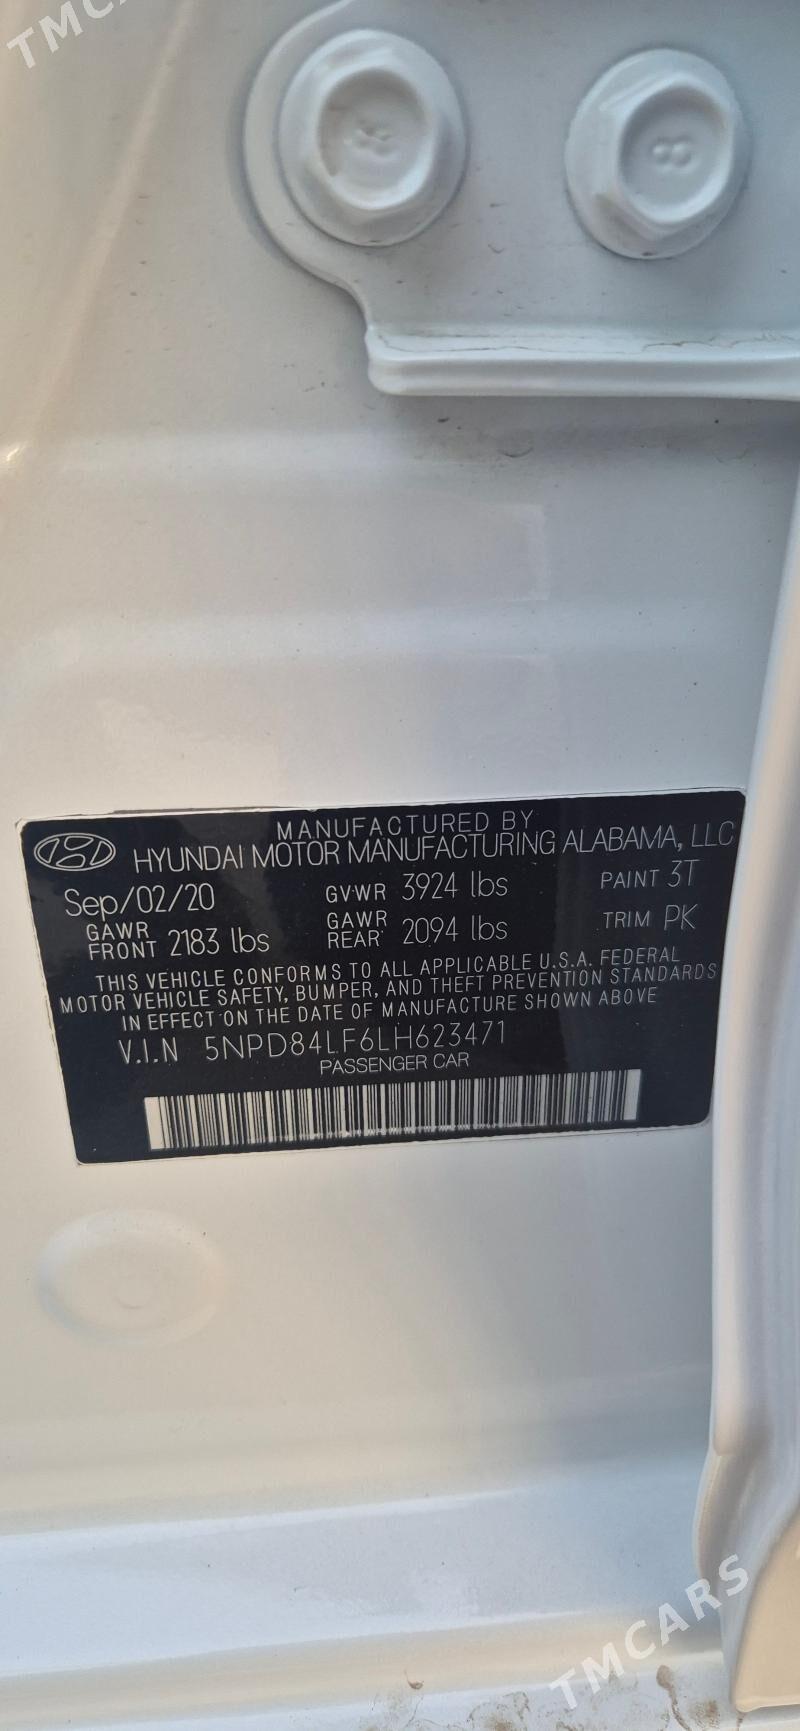 TMCA
8
MANUFACTURED BY
HYUNDAI MOTOR MANUFACTURING ALABAMA, LLC
Sep/02/20 GVWR 3924 lbs PAINT 3T
GAWR FRONT 2183 lbs GAWR REAR 2094 lbs TRIM PK
THIS VEHICLE CONFORMS TO ALL APPLICABLE U.S.A. FEDERAL
MOTOR VEHICLE SAFETY, BUMPER, AND THEFT PREVENTION STANDARDS
IN EFFECT ON THE DATE OF MANUFACTURE SHOWN ABOVE
V.I.N 5NPD84LF6LH623471
PASSENGER CAR
TMCARS